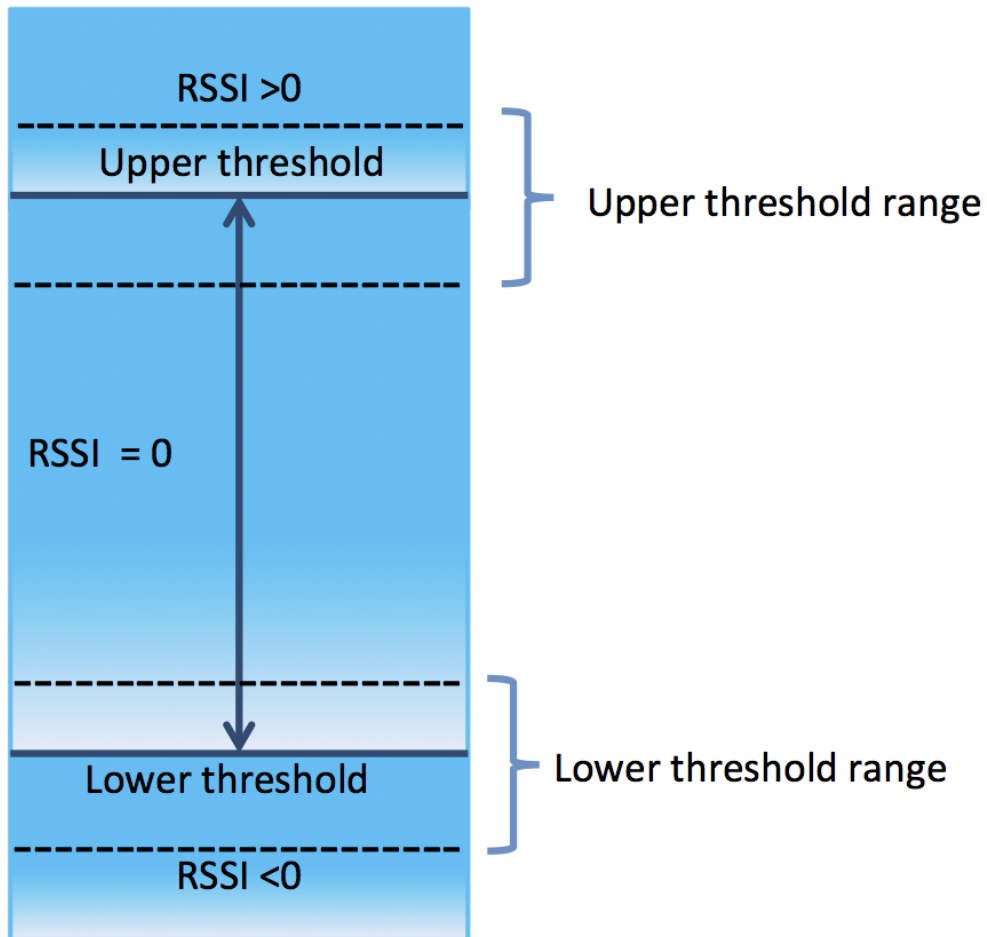 RSSI >0
Upper threshold
Upper threshold range
RSSI = 0
Lower threshold
Lower threshold range
RSSI <0